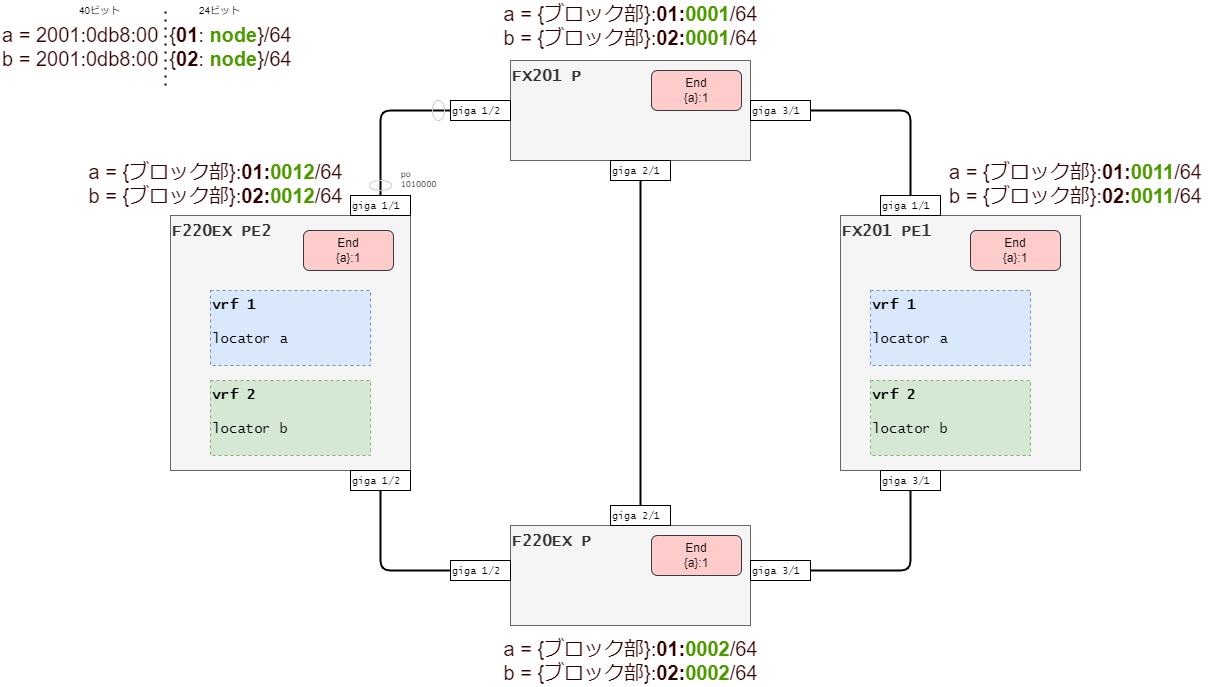 40ビット
24ビット
a = 2001:0db8:00 :{01: node}/64
b = 2001:0db8:00 :{02: node}/64
a = {ブロック部}:01:0001/64
b = {ブロック部}:02:0001/64
FX201 P
End
{a}:1
giga 1/2
giga 3/1
giga 2/1
a = {ブロック部}:01:0012/64
b = {ブロック部}:02:0012/64
po
1010000
giga 1/1
F220EX PE2
End
{a}:1
vrf 1
locator a
vrf 2
locator b
giga 1/2
a = {ブロック部}:01:0011/64
b = {ブロック部}:02:0011/64
giga 1/1
FX201 PE1
End
{a}:1
vrf 1
locator a
vrf 2
locator b
giga 3/1
giga 2/1
F220EX P
End
{a}:1
giga 1/2
giga 3/1
a = {ブロック部}:01:0002/64
b = {ブロック部}:02:0002/64